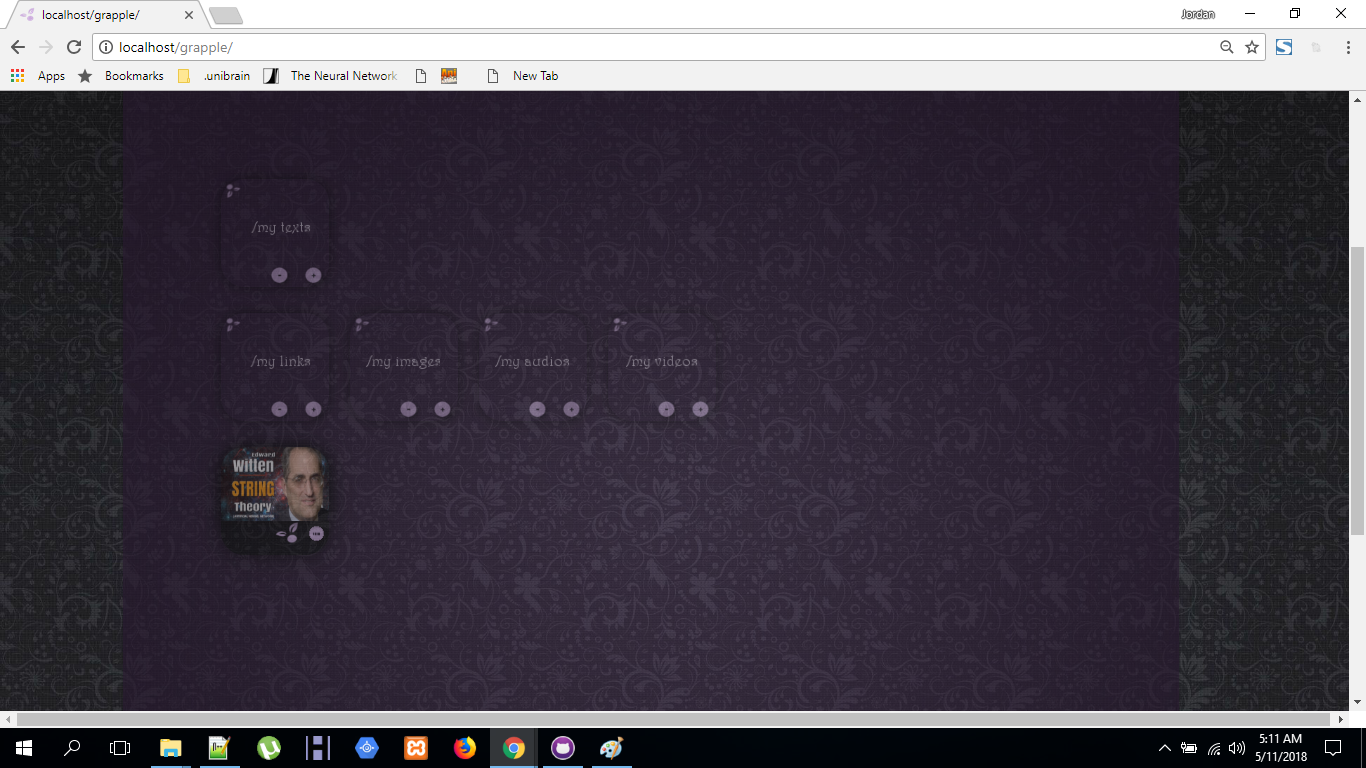 localhost/grapple/
Jordan
localhost/grapple/
Apps
Bookmarks
.unibrain
The Neural Network
New Tab
/my texts
/my links
/my images
/my audios
/my videos
Edward
Witten
STRING
Theory
5:11 AM
5/11/2018